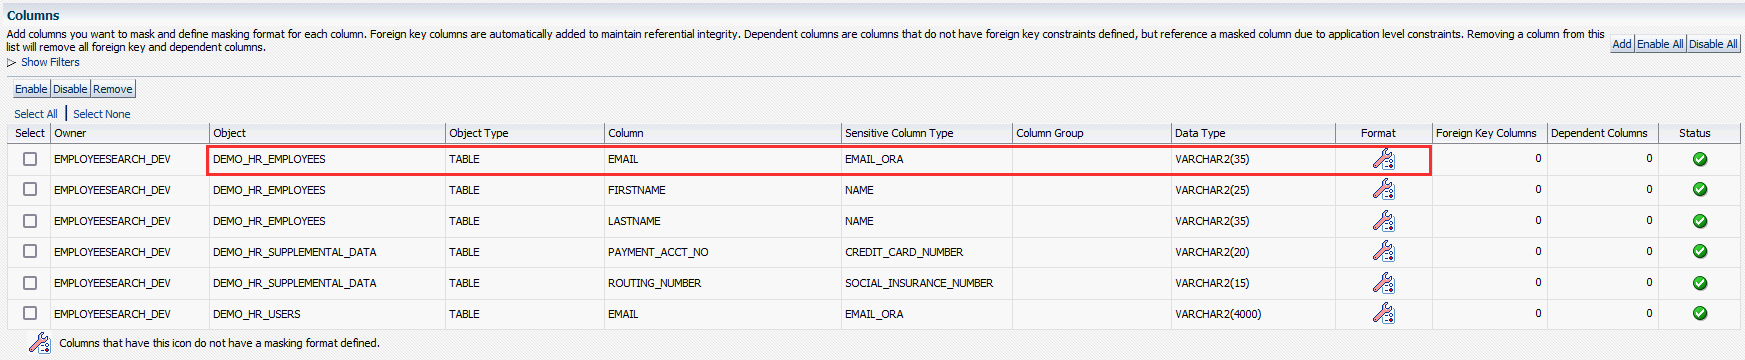 Columns
Add columns you want to mask and define masking format for each column. Foreign key columns are automatically added to maintain referential integrity. Dependent columns are columns that do not have foreign key constraints defined, but reference a masked column due to application level constraints. Removing a column from this
list will remove all foreign key and dependent columns.
Add Enable All Disable All
Show Filters
Enable Disable Remove
Select All Select None
Select Owner Object Object Type Column Sensitive Column Type Column Group Data Type Format Foreign Key Columns Dependent Columns Status
EMPLOYEESEARCH_DEV DEMO_HR_EMPLOYEES TABLE EMAIL EMAIL_ORA VARCHAR2(35) 0 0
EMPLOYEESEARCH_DEV DEMO_HR_EMPLOYEES TABLE FIRSTNAME NAME VARCHAR2(25) 0 0
EMPLOYEESEARCH_DEV DEMO_HR_EMPLOYEES TABLE LASTNAME NAME VARCHAR2(35) 0 0
EMPLOYEESEARCH_DEV DEMO_HR_SUPPLEMENTAL_DATA TABLE PAYMENT_ACCT_NO CREDIT_CARD_NUMBER VARCHAR2(20) 0 0
EMPLOYEESEARCH_DEV DEMO_HR_SUPPLEMENTAL_DATA TABLE ROUTING_NUMBER SOCIAL_INSURANCE_NUMBER VARCHAR2(15) 0 0
EMPLOYEESEARCH_DEV DEMO_HR_USERS TABLE EMAIL EMAIL_ORA VARCHAR2(4000) 0 0
Columns that have this icon do not have a masking format defined.